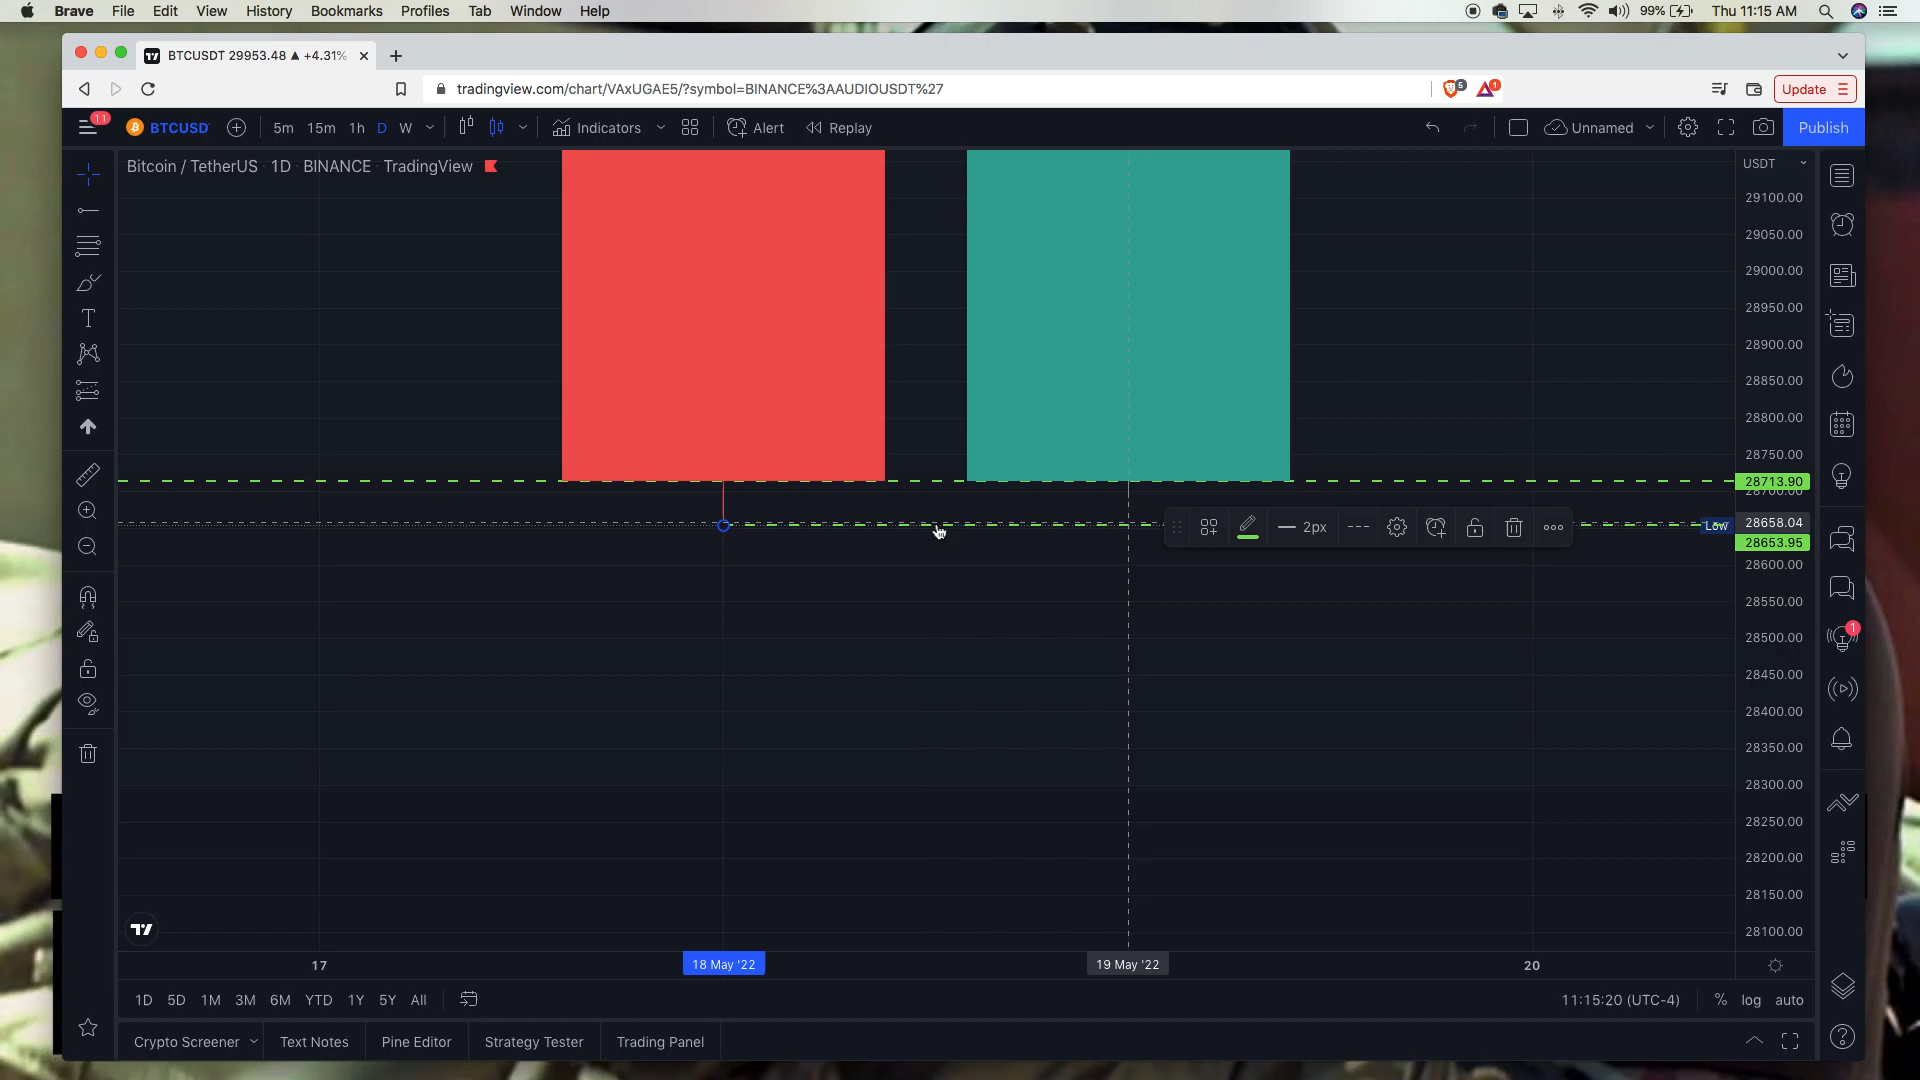 Brave File Edit View History Bookmarks Profiles Tab Window Help 99% Thu 11:15 AM
BTCUSDT 29953.48 ▲ +4.31%
tradingview.com/chart/VAxUGAE5/?symbol=BINANCE%3AAUDIOUSDT%27 5 1 Update
11 BTCUSD 5m 15m 1h D W Indicators Alert Replay Unnamed Publish
Bitcoin / TetherUS · 1D · BINANCE · TradingView USDT
29100.00
29050.00
29000.00
28950.00
28900.00
28850.00
28800.00
28750.00
28713.90
28700.00
2px Low 28658.04
28653.95
28600.00
28550.00
28500.00
1
28450.00
28400.00
28350.00
28300.00
28250.00
28200.00
28150.00
28100.00
17 18 May '22 19 May '22 20
1D 5D 1M 3M 6M YTD 1Y 5Y All 11:15:20 (UTC-4) % log auto
Crypto Screener Text Notes Pine Editor Strategy Tester Trading Panel